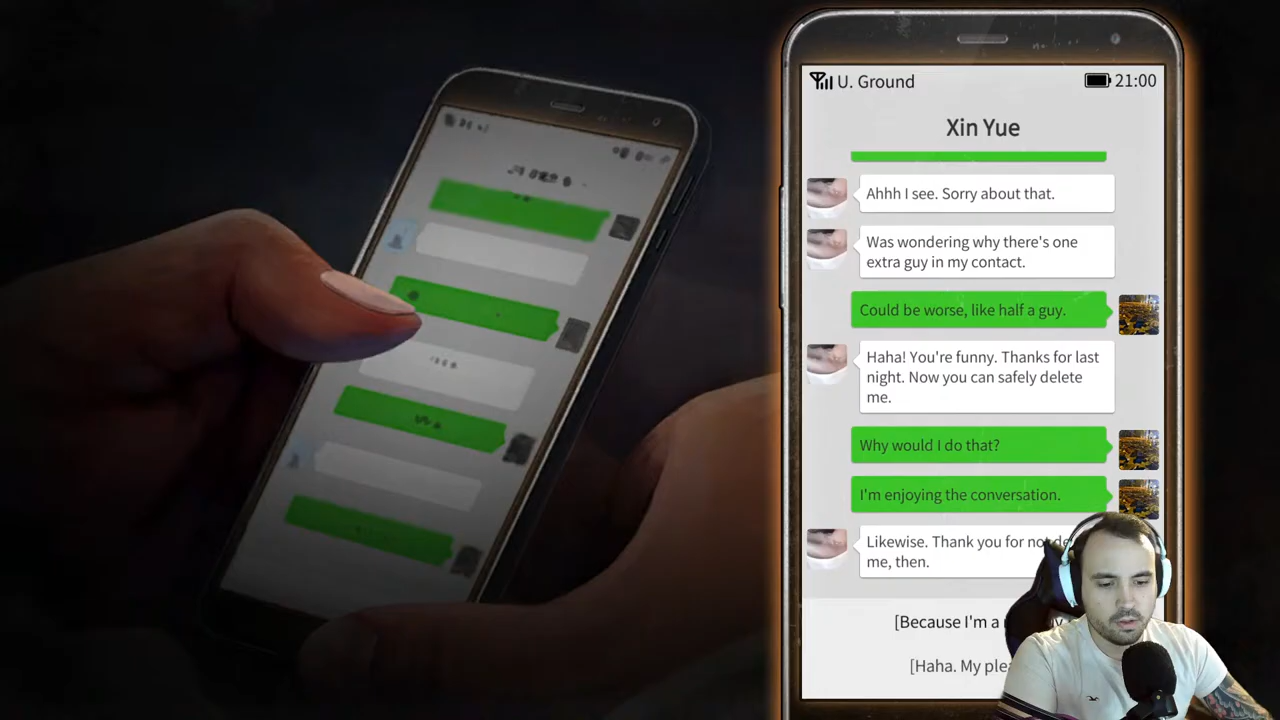 U. Ground
21:00
Xin Yue
Ahhh I see. Sorry about that.
Was wondering why there's one
extra guy in my contact.
Could be worse, like half a guy.
Haha! You're funny. Thanks for last
night. Now you can safely delete
me.
Why would I do that?
I'm enjoying the conversation.
Likewise. Thank you for not
me, then.
[Because I'm a
[Haha. My